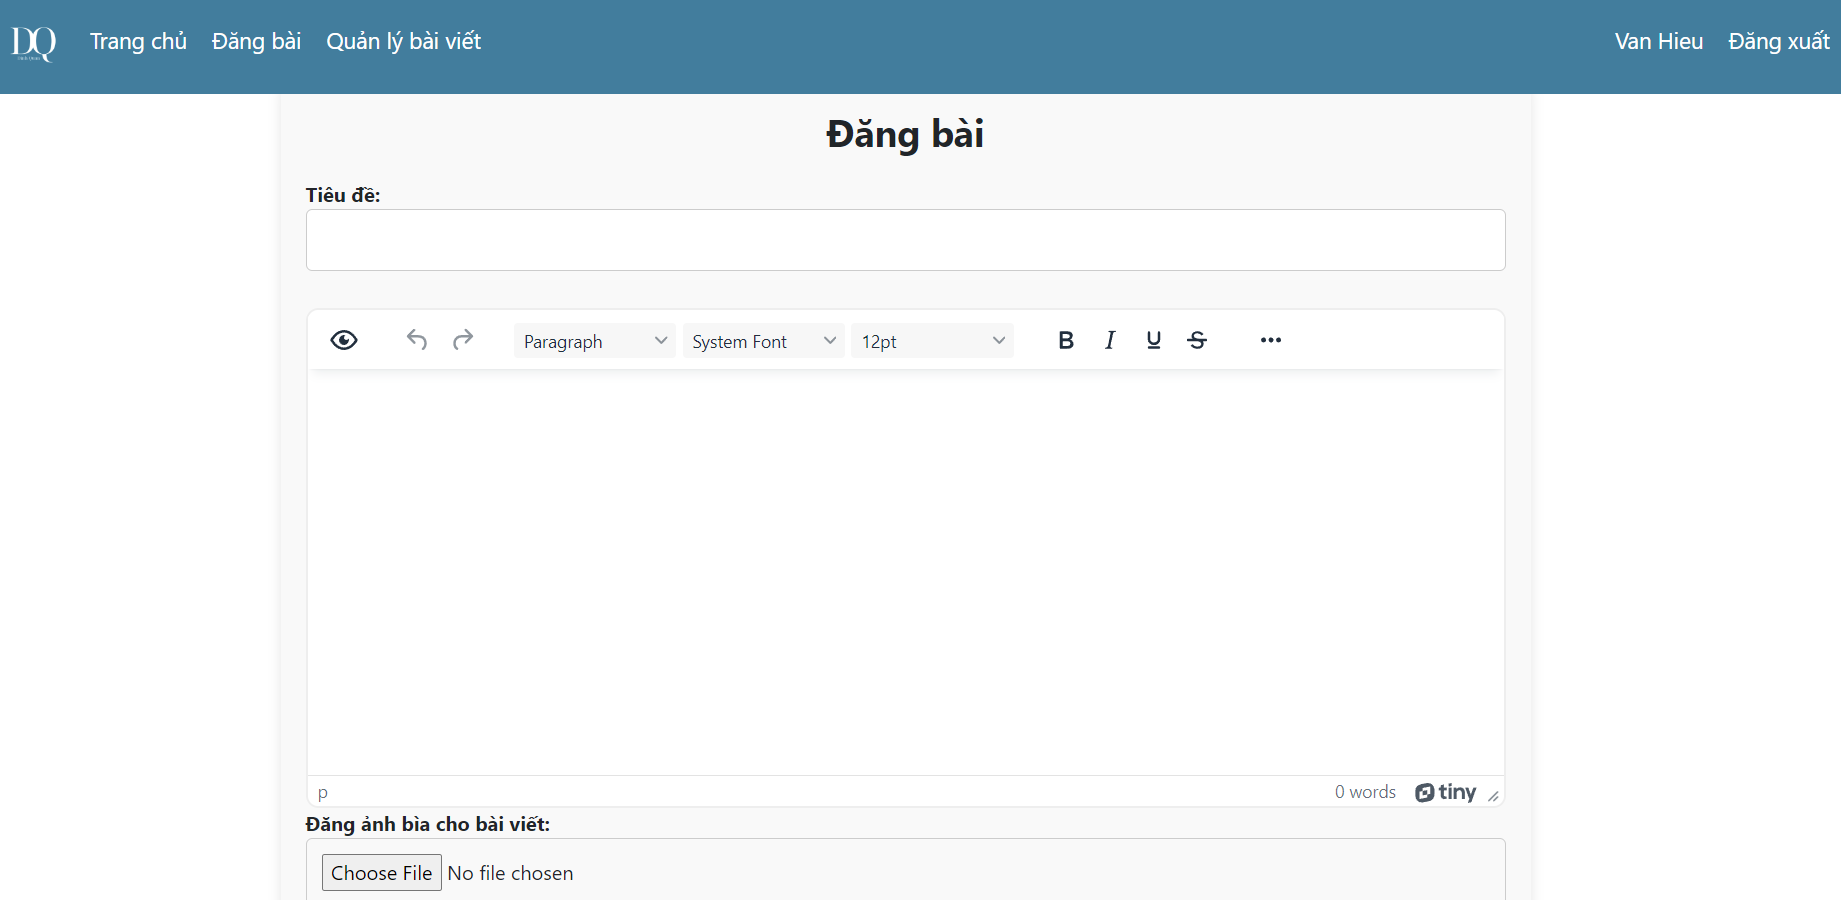 DQ Trang chủ Đăng bài Quản lý bài viết Van Hieu Đăng xuất
Đăng bài
Tiêu đề:
Paragraph System Font 12pt B I U S
p 0 words tiny
Đăng ảnh bìa cho bài viết:
Choose File No file chosen